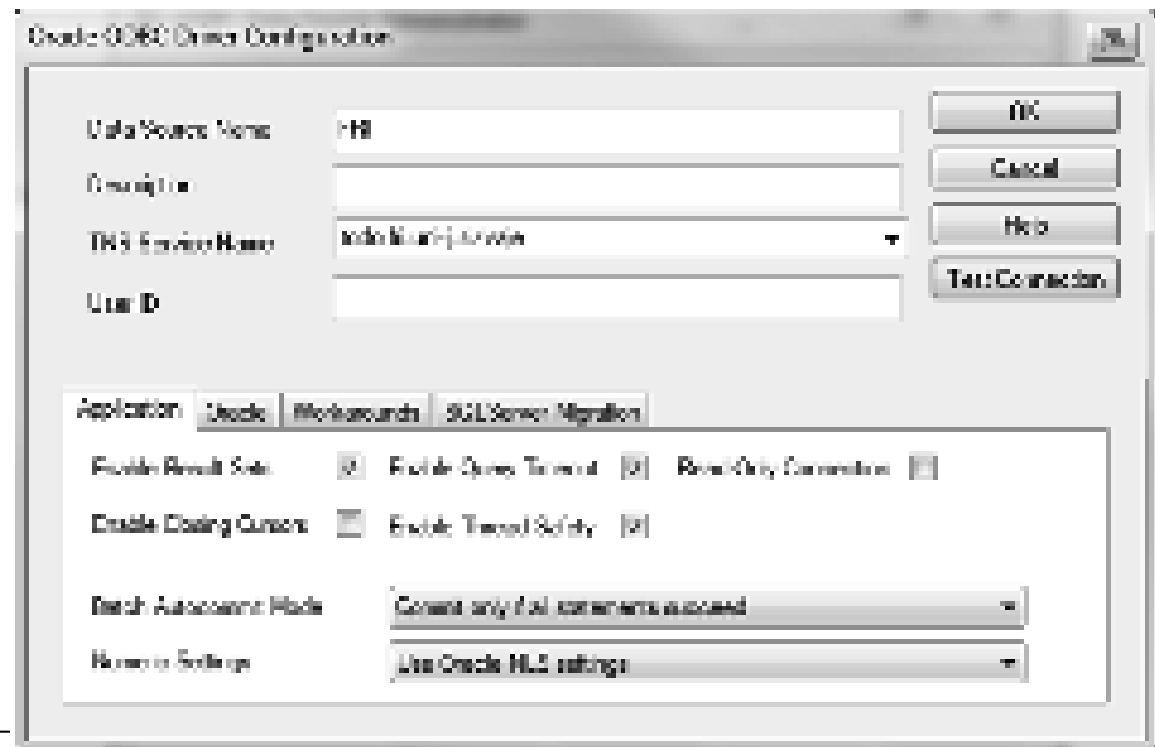 Oracle ODBC Driver Configuration
Data Source Name
OK
Description
Cancel
TNS Service Name
Help
User ID
Test Connection
Application Oracle Workarounds SQLServer Migration
Enable Result Sets Enable Query Timeout Read-Only Connection
Enable Closing Cursors Enable Thread Safety
Batch Autocommit Mode Commit only if all statements succeed
Numeric Settings Use Oracle NLS settings